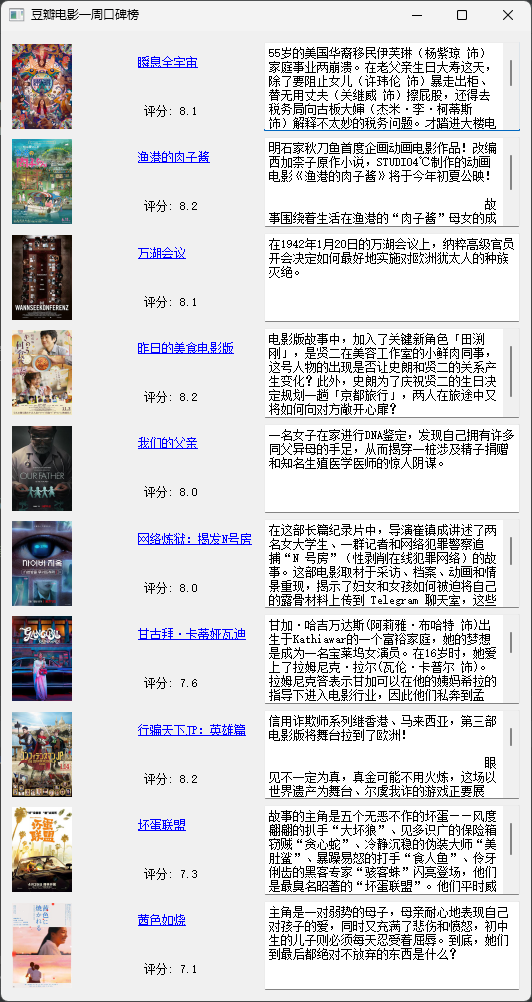 豆瓣电影一周口碑榜
瞬息全宇宙
评分: 8.1
55岁的美国华裔移民伊芙琳（杨紫琼 饰）
家庭事业两崩溃。在老父亲生日大寿这天，
除了要阻止女儿（许玮伦 饰）暴走出柜、
替无用丈夫（关继威 饰）擦屁股，还得去
税务局向古板大婶（杰米·李·柯蒂斯
饰）解释不太妙的税务问题。才踏进大楼电
渔港的肉子酱
评分: 8.2
明石家秋刀鱼首度企划动画电影作品！改编
西加奈子原作小说，STUDIO4℃制作的动画
电影《渔港的肉子酱》将于今年初夏公映！
故
事围绕着生活在渔港的“肉子酱”母女的成
WANNSEEKONFERENZ
万湖会议
评分: 8.1
在1942年1月20日的万湖会议上，纳粹高级官员
开会决定如何最好地实施对欧洲犹太人的种族
灭绝。
昨日的美食电影版
评分: 8.2
电影版故事中，加入了关键新角色「田渕
刚」，是贤二在美容工作室的小鲜肉同事，
这号人物的出现是否让史朗和贤二的关系产
生变化？此外，史朗为了庆祝贤二的生日决
定规划一趟「京都旅行」，两人在旅途中又
将如何向对方敞开心扉？
OUR FATHER
我们的父亲
评分: 8.0
一名女子在家进行DNA鉴定，发现自己拥有许多
同父异母的手足，从而揭穿一桩涉及精子捐赠
和知名生殖医学医师的惊人阴谋。
사이버 지옥
网络炼狱：揭发N号房
评分: 8.0
在这部长篇纪录片中，导演崔镇成讲述了两
名女大学生、一群记者和网络犯罪警察追
捕“N 号房”（性剥削在线犯罪网络）的故
事。这部电影取材于采访、档案、动画和情
景重现，揭示了妇女和女孩如何被迫将自己
的露骨材料上传到 Telegram 聊天室，这些
甘古拜·卡蒂娅瓦迪
评分: 7.6
甘加·哈吉万达斯(阿莉雅·布哈特 饰)出
生于Kathiawar的一个富裕家庭，她的梦想
是成为一名宝莱坞女演员。在16岁时，她爱
上了拉姆尼克·拉尔(瓦伦·卡普尔 饰)。
拉姆尼克答表示甘加可以在他的姨妈希拉的
指导下进入电影行业，因此他们私奔到孟
行骗天下JP：英雄篇
评分: 8.2
信用诈欺师系列继香港、马来西亚，第三部
电影版将舞台拉到了欧洲！
眼
见不一定为真，真金可能不用火炼，这场以
世界遗产为舞台、尔虞我诈的游戏正要展
坏蛋联盟
评分: 7.3
故事的主角是五个无恶不作的坏蛋——风度
翩翩的扒手“大坏狼”、见多识广的保险箱
窃贼“贪心蛇”、冷静沉稳的伪装大师“美
肚鲨”、暴躁易怒的打手“食人鱼”、伶牙
俐齿的黑客专家“骇客蛛”闪亮登场，他们
是最臭名昭著的“坏蛋联盟”。他们平时威
茜色如烧
评分: 7.1
主角是一对弱势的母子，母亲耐心地表现自己
对孩子的爱，同时又充满了悲伤和愤怒，初中
生的儿子则必须每天忍受着屈辱。到底，她们
到最后都绝对不放弃的东西是什么？